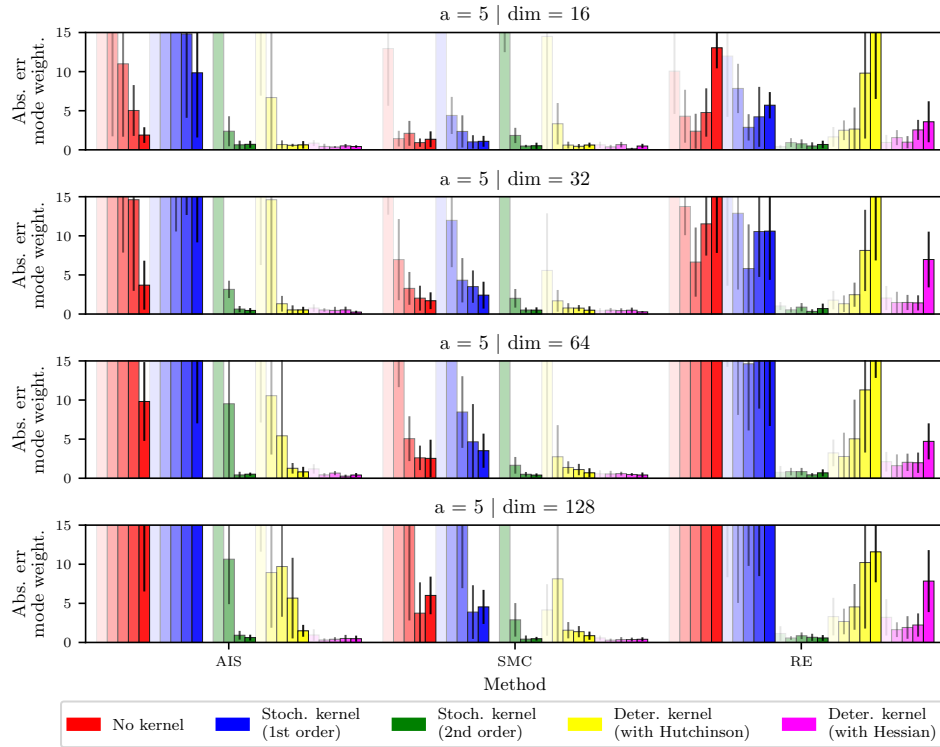 a = 5 | dim = 16
Abs. err
mode weight.
15
10
5
0
a = 5 | dim = 32
Abs. err
mode weight.
15
10
5
0
a = 5 | dim = 64
Abs. err
mode weight.
15
10
5
0
a = 5 | dim = 128
Abs. err
mode weight.
15
10
5
0
AIS SMC RE
Method
No kernel
Stoch. kernel
(1st order)
Stoch. kernel
(2nd order)
Deter. kernel
(with Hutchinson)
Deter. kernel
(with Hessian)